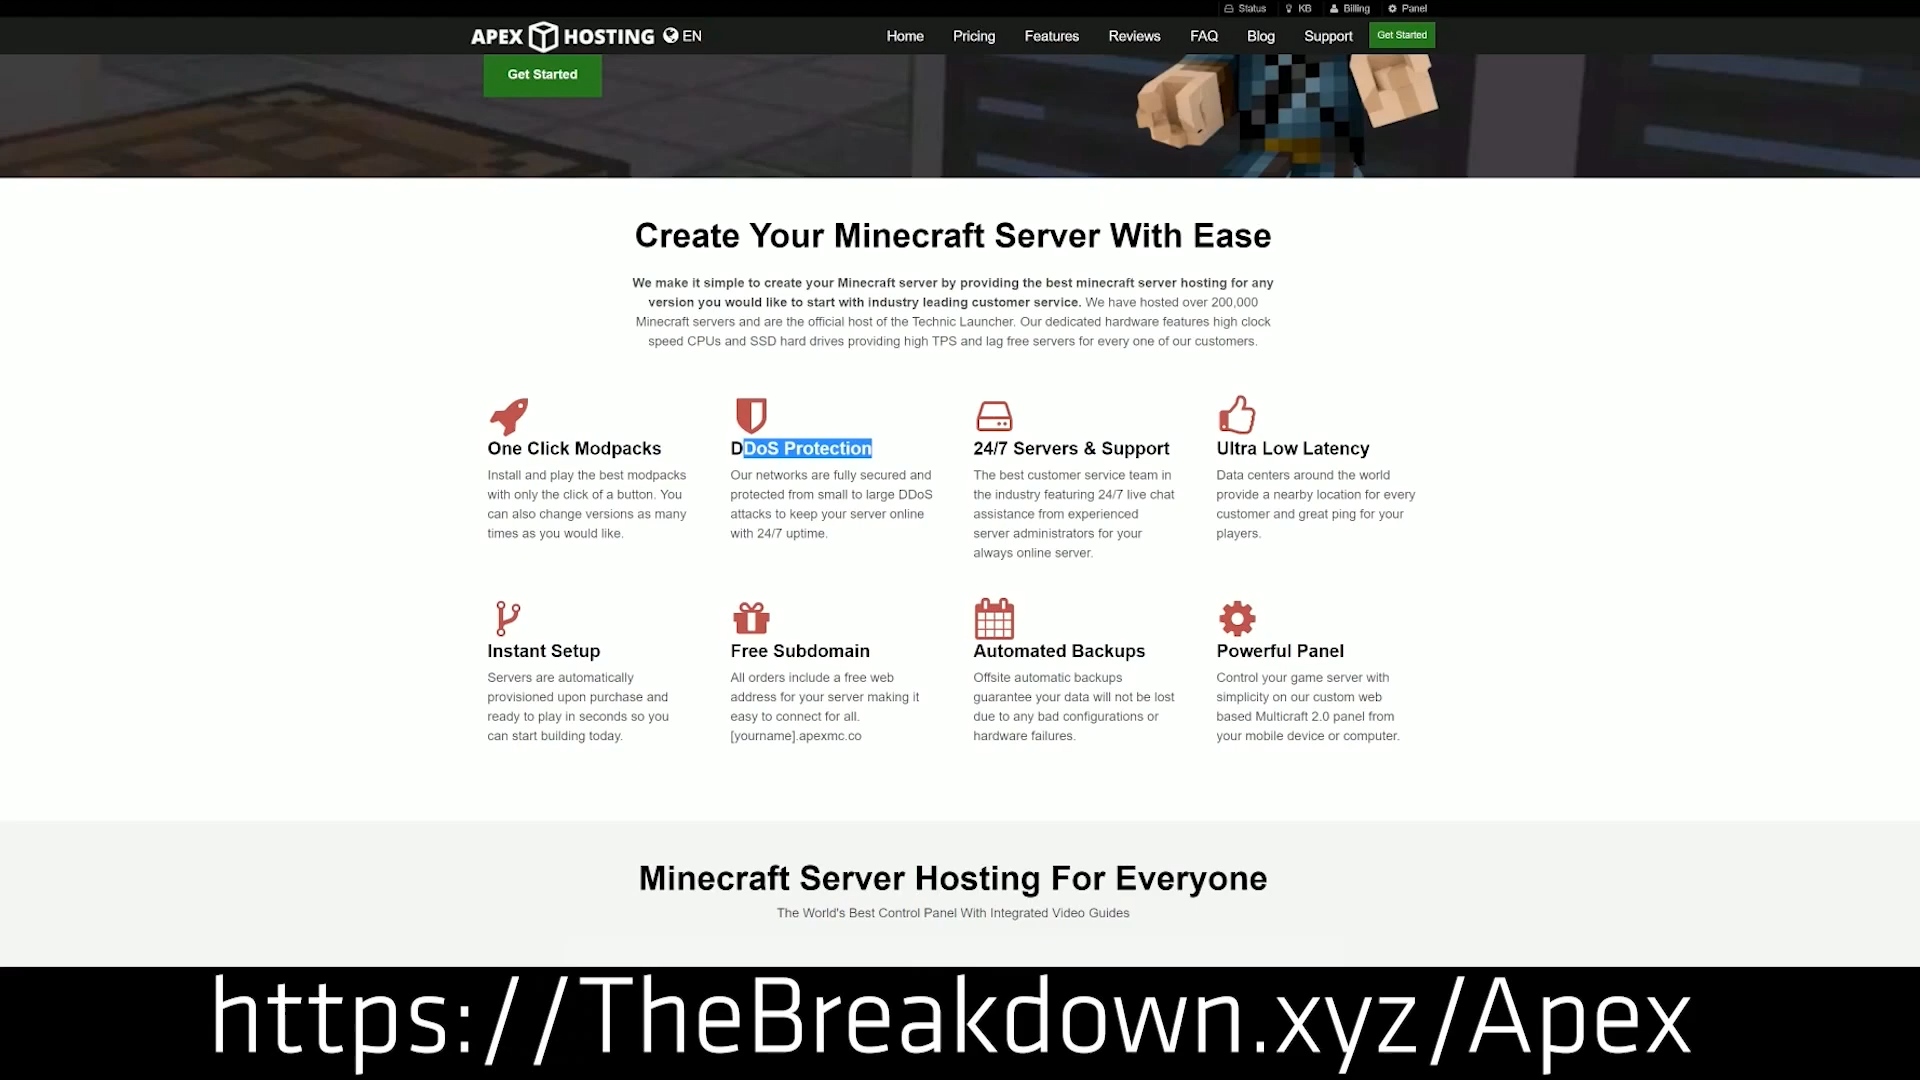 Status KB Billing Panel
APEX HOSTING EN Home Pricing Features Reviews FAQ Blog Support Get Started
Get Started
Create Your Minecraft Server With Ease
We make it simple to create your Minecraft server by providing the best minecraft server hosting for any
version you would like to start with industry leading customer service. We have hosted over 200,000
Minecraft servers and are the official host of the Technic Launcher. Our dedicated hardware features high clock
speed CPUs and SSD hard drives providing high TPS and lag free servers for every one of our customers.
One Click Modpacks
Install and play the best modpacks
with only the click of a button. You
can also change versions as many
times as you would like.
DDoS Protection
Our networks are fully secured and
protected from small to large DDoS
attacks to keep your server online
with 24/7 uptime.
24/7 Servers & Support
The best customer service team in
the industry featuring 24/7 live chat
assistance from experienced
server administrators for your
always online server.
Ultra Low Latency
Data centers around the world
provide a nearby location for every
customer and great ping for your
players.
Instant Setup
Servers are automatically
provisioned upon purchase and
ready to play in seconds so you
can start building today.
Free Subdomain
All orders include a free web
address for your server making it
easy to connect for all.
[yourname].apexmc.co
Automated Backups
Offsite automatic backups
guarantee your data will not be lost
due to any bad configurations or
hardware failures.
Powerful Panel
Control your game server with
simplicity on our custom web
based Multicraft 2.0 panel from
your mobile device or computer.
Minecraft Server Hosting For Everyone
The World's Best Control Panel With Integrated Video Guides
https://TheBreakdown.xyz/Apex